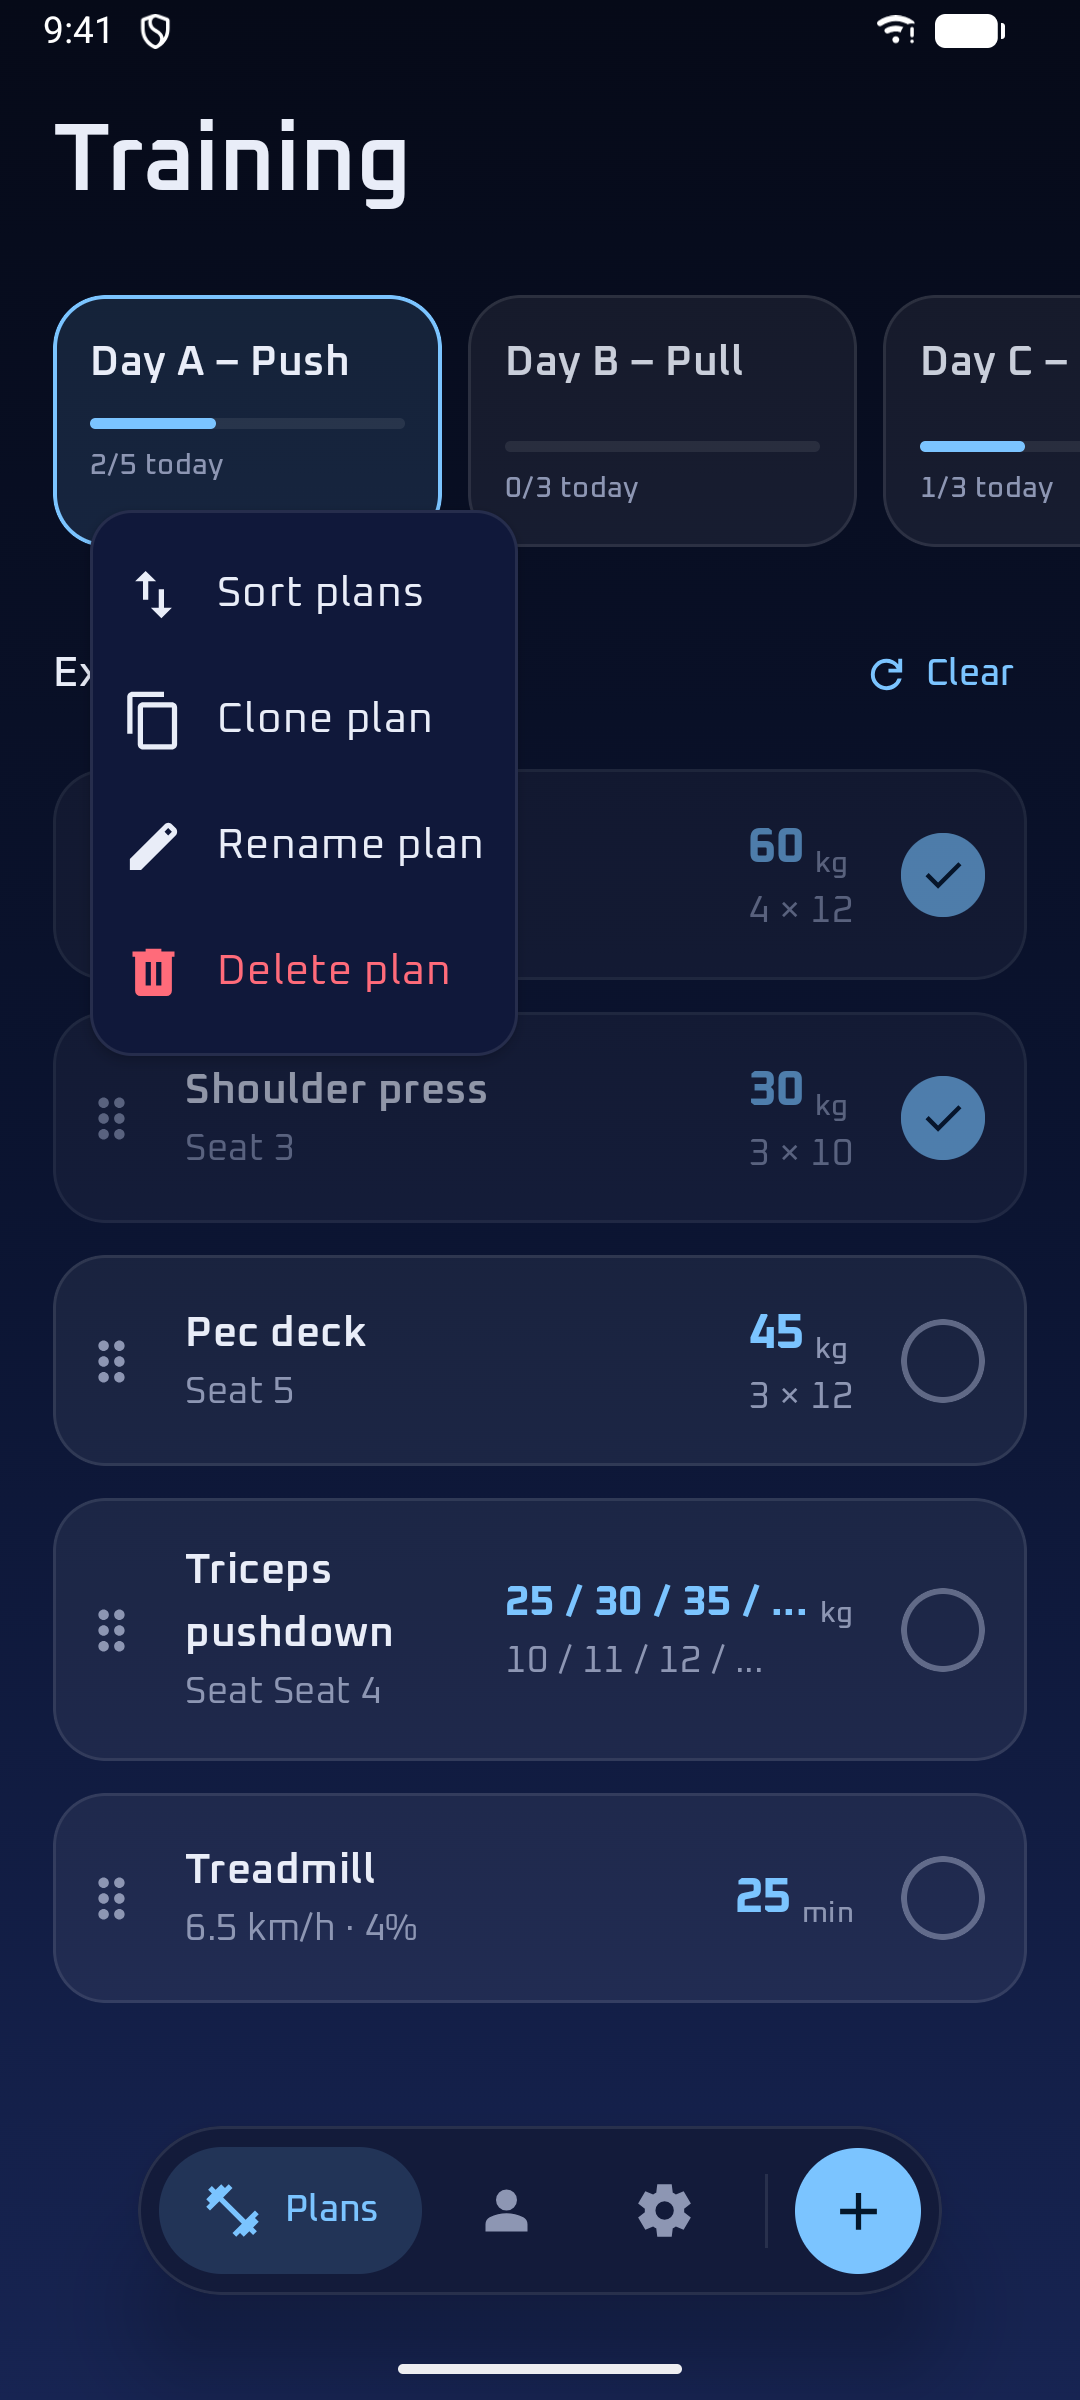 9:41
Training
Day A – Push
2/5 today
Day B – Pull
0/3 today
Day C –
1/3 today
Sort plans
Clone plan
Rename plan
Delete plan
Clear
60 kg
4 × 12
Shoulder press
Seat 3
30 kg
3 × 10
Pec deck
Seat 5
45 kg
3 × 12
Triceps
pushdown
Seat Seat 4
25 / 30 / 35 / ... kg
10 / 11 / 12 / ...
Treadmill
6.5 km/h · 4%
25 min
Plans